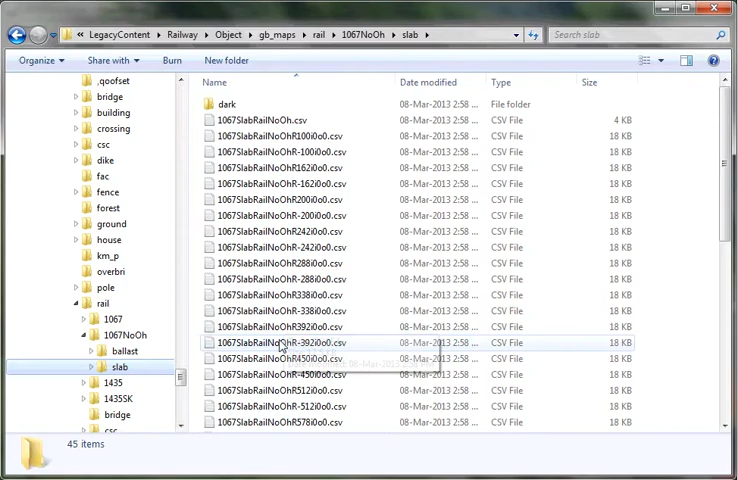 LegacyContent ▸ Railway ▸ Object ▸ gb_maps ▸ rail ▸ 1067NoOh ▸ slab ▸
Search slab
Organize Share with Burn New folder
Name Date modified Type Size
.qoofset
bridge
building
crossing
csc
dike
fac
fence
forest
ground
house
km_p
overbri
pole
rail
1067
1067NoOh
ballast
slab
1435
1435SK
bridge
csc
dark 08-Mar-2013 2:58 ... File folder
1067SlabRailNoOh.csv 08-Mar-2013 2:58 ... CSV File 4 KB
1067SlabRailNoOhR100i0o0.csv 08-Mar-2013 2:58 ... CSV File 18 KB
1067SlabRailNoOhR-100i0o0.csv 08-Mar-2013 2:58 ... CSV File 18 KB
1067SlabRailNoOhR162i0o0.csv 08-Mar-2013 2:58 ... CSV File 18 KB
1067SlabRailNoOhR-162i0o0.csv 08-Mar-2013 2:58 ... CSV File 18 KB
1067SlabRailNoOhR200i0o0.csv 08-Mar-2013 2:58 ... CSV File 18 KB
1067SlabRailNoOhR-200i0o0.csv 08-Mar-2013 2:58 ... CSV File 18 KB
1067SlabRailNoOhR242i0o0.csv 08-Mar-2013 2:58 ... CSV File 18 KB
1067SlabRailNoOhR-242i0o0.csv 08-Mar-2013 2:58 ... CSV File 18 KB
1067SlabRailNoOhR288i0o0.csv 08-Mar-2013 2:58 ... CSV File 18 KB
1067SlabRailNoOhR-288i0o0.csv 08-Mar-2013 2:58 ... CSV File 18 KB
1067SlabRailNoOhR338i0o0.csv 08-Mar-2013 2:58 ... CSV File 18 KB
1067SlabRailNoOhR-338i0o0.csv 08-Mar-2013 2:58 ... CSV File 18 KB
1067SlabRailNoOhR392i0o0.csv 08-Mar-2013 2:58 ... CSV File 18 KB
1067SlabRailNoOhR-392i0o0.csv 08-Mar-2013 2:58 ... CSV File 18 KB
1067SlabRailNoOhR450i0o0.csv 08-Mar-2013 2:58 ... CSV File 18 KB
1067SlabRailNoOhR-450i0o0.csv 08-Mar-2013 2:58 ... CSV File 18 KB
1067SlabRailNoOhR512i0o0.csv 08-Mar-2013 2:58 ... CSV File 18 KB
1067SlabRailNoOhR-512i0o0.csv 08-Mar-2013 2:58 ... CSV File 18 KB
1067SlabRailNoOhR578i0o0.csv 08-Mar-2013 2:58 ... CSV File 18 KB
45 items